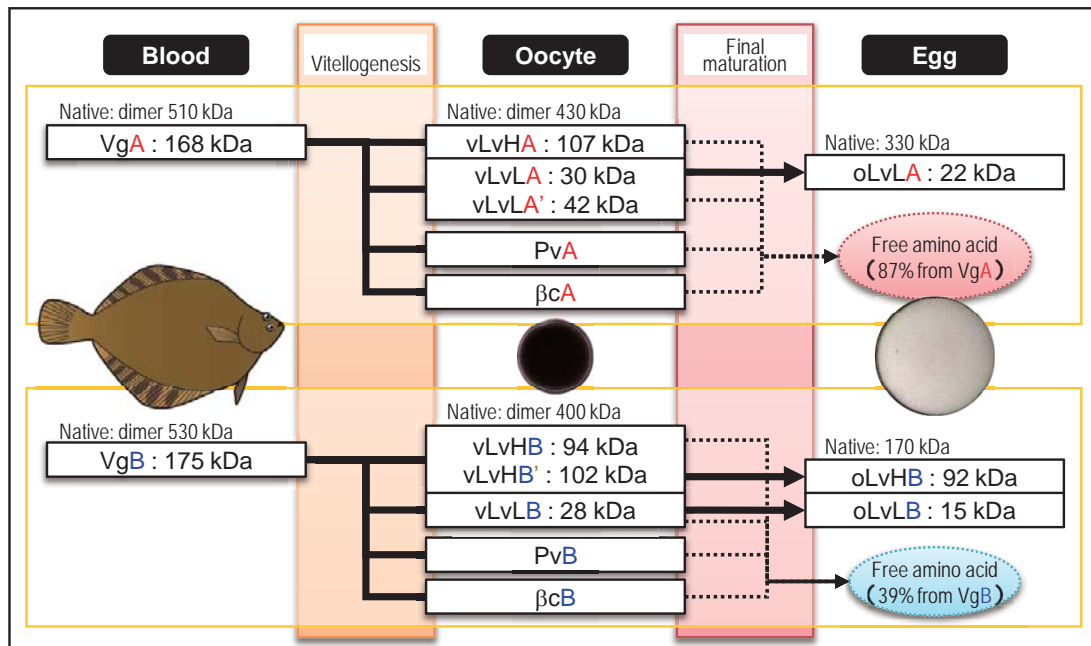 Blood
Vitellogenesis
Oocyte
Final
maturation
Egg
Native: dimer 510 kDa
VgA : 168 kDa
Native: dimer 430 kDa
vLvHA : 107 kDa
vLvLA : 30 kDa
vLvLA' : 42 kDa
PvA
βcA
Native: 330 kDa
oLvLA : 22 kDa
Free amino acid
(87% from VgA)
Native: dimer 530 kDa
VgB : 175 kDa
Native: dimer 400 kDa
vLvHB : 94 kDa
vLvHB' : 102 kDa
vLvLB : 28 kDa
PvB
βcB
Native: 170 kDa
oLvHB : 92 kDa
oLvLB : 15 kDa
Free amino acid
(39% from VgB)